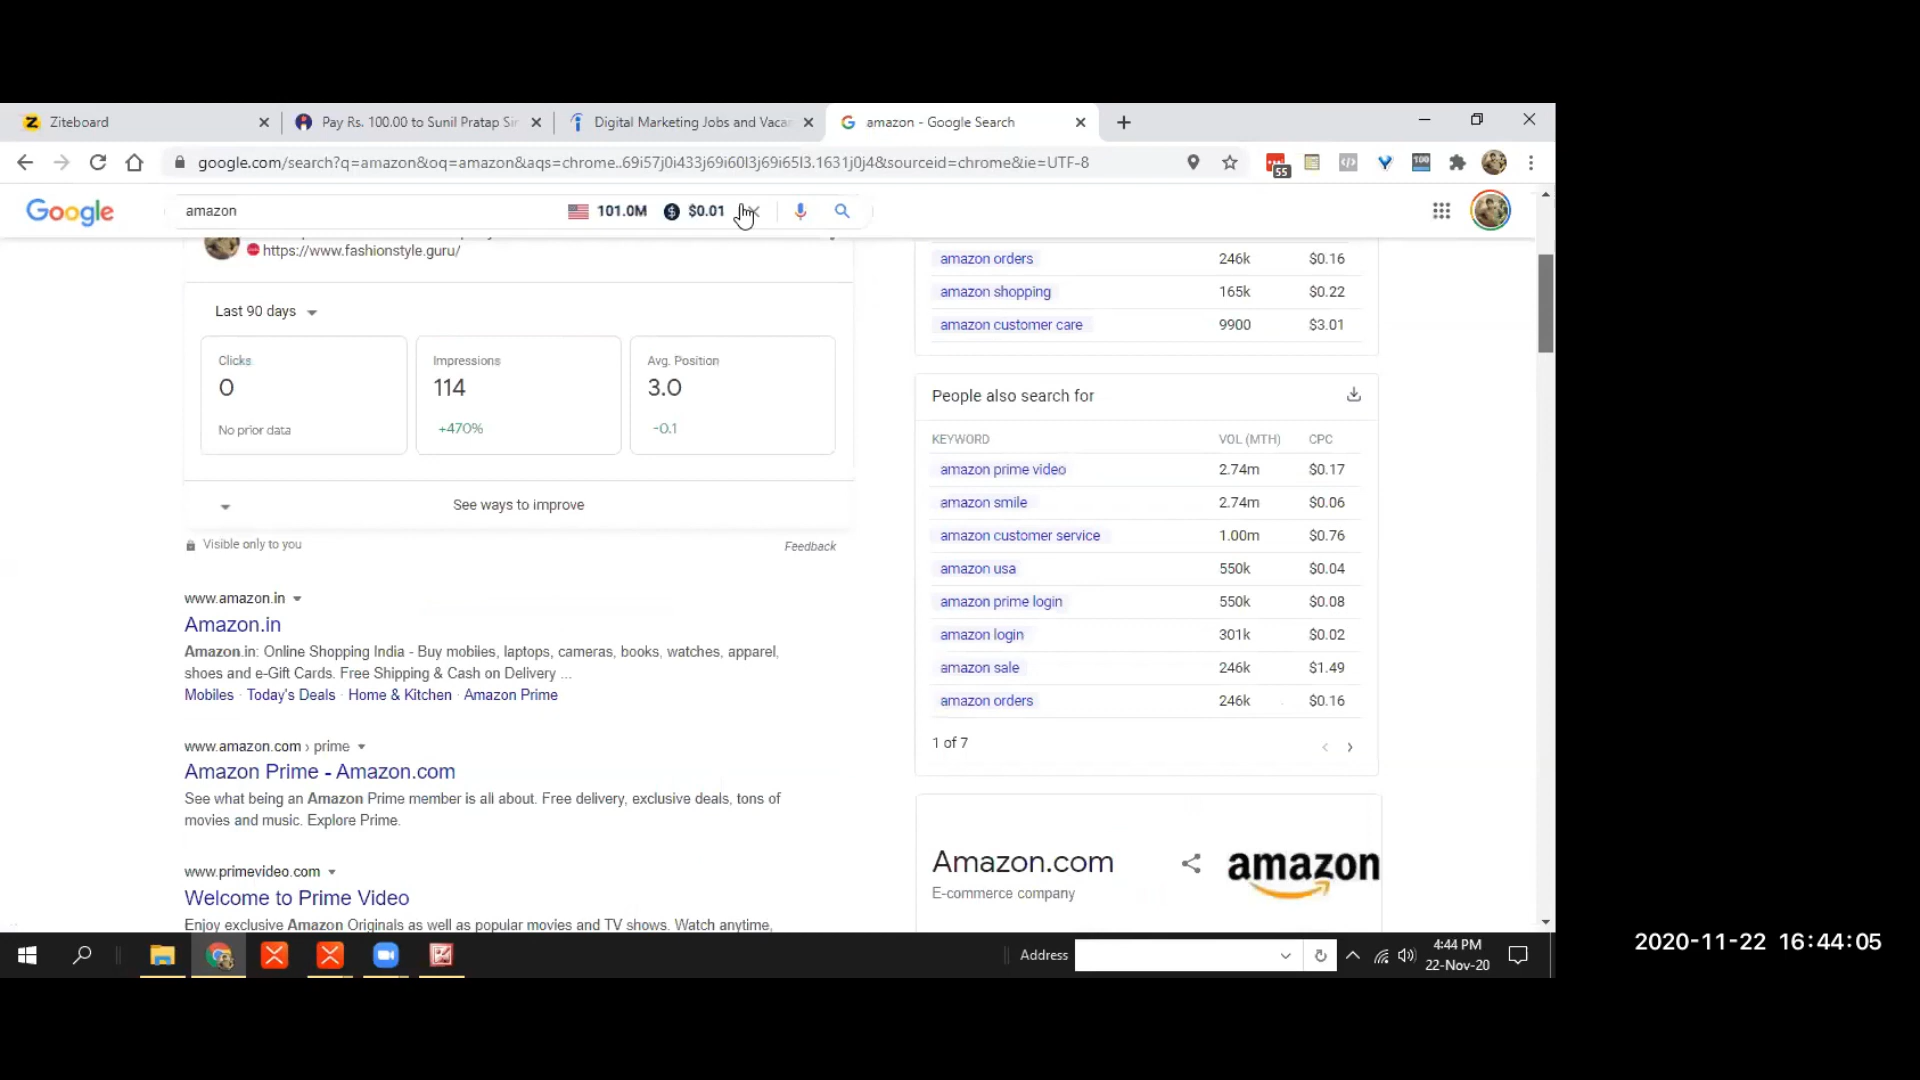 Ziteboard
Pay Rs. 100.00 to Sunil Pratap Sin
Digital Marketing Jobs and Vacan
amazon - Google Search
google.com/search?q=amazon&oq=amazon&aqs=chrome..69i57j0i433j69i60l3j69i65l3.1631j0j4&sourceid=chrome&ie=UTF-8
55
100
Google
amazon
101.0M
$0.01
https://www.fashionstyle.guru/
Last 90 days
Clicks
0
No prior data
Impressions
114
+470%
Avg. Position
3.0
-0.1
See ways to improve
Visible only to you
Feedback
www.amazon.in
Amazon.in
Amazon.in: Online Shopping India - Buy mobiles, laptops, cameras, books, watches, apparel,
shoes and e-Gift Cards. Free Shipping & Cash on Delivery ...
Mobiles · Today's Deals · Home & Kitchen · Amazon Prime
www.amazon.com › prime
Amazon Prime - Amazon.com
See what being an Amazon Prime member is all about. Free delivery, exclusive deals, tons of
movies and music. Explore Prime.
www.primevideo.com
Welcome to Prime Video
Enjoy exclusive Amazon Originals as well as popular movies and TV shows. Watch anytime,
amazon orders 246k $0.16
amazon shopping 165k $0.22
amazon customer care 9900 $3.01
People also search for
KEYWORD VOL (MTH) CPC
amazon prime video 2.74m $0.17
amazon smile 2.74m $0.06
amazon customer service 1.00m $0.76
amazon usa 550k $0.04
amazon prime login 550k $0.08
amazon login 301k $0.02
amazon sale 246k $1.49
amazon orders 246k $0.16
1 of 7
Amazon.com
E-commerce company
amazon
Address
4:44 PM
22-Nov-20
2020-11-22 16:44:05